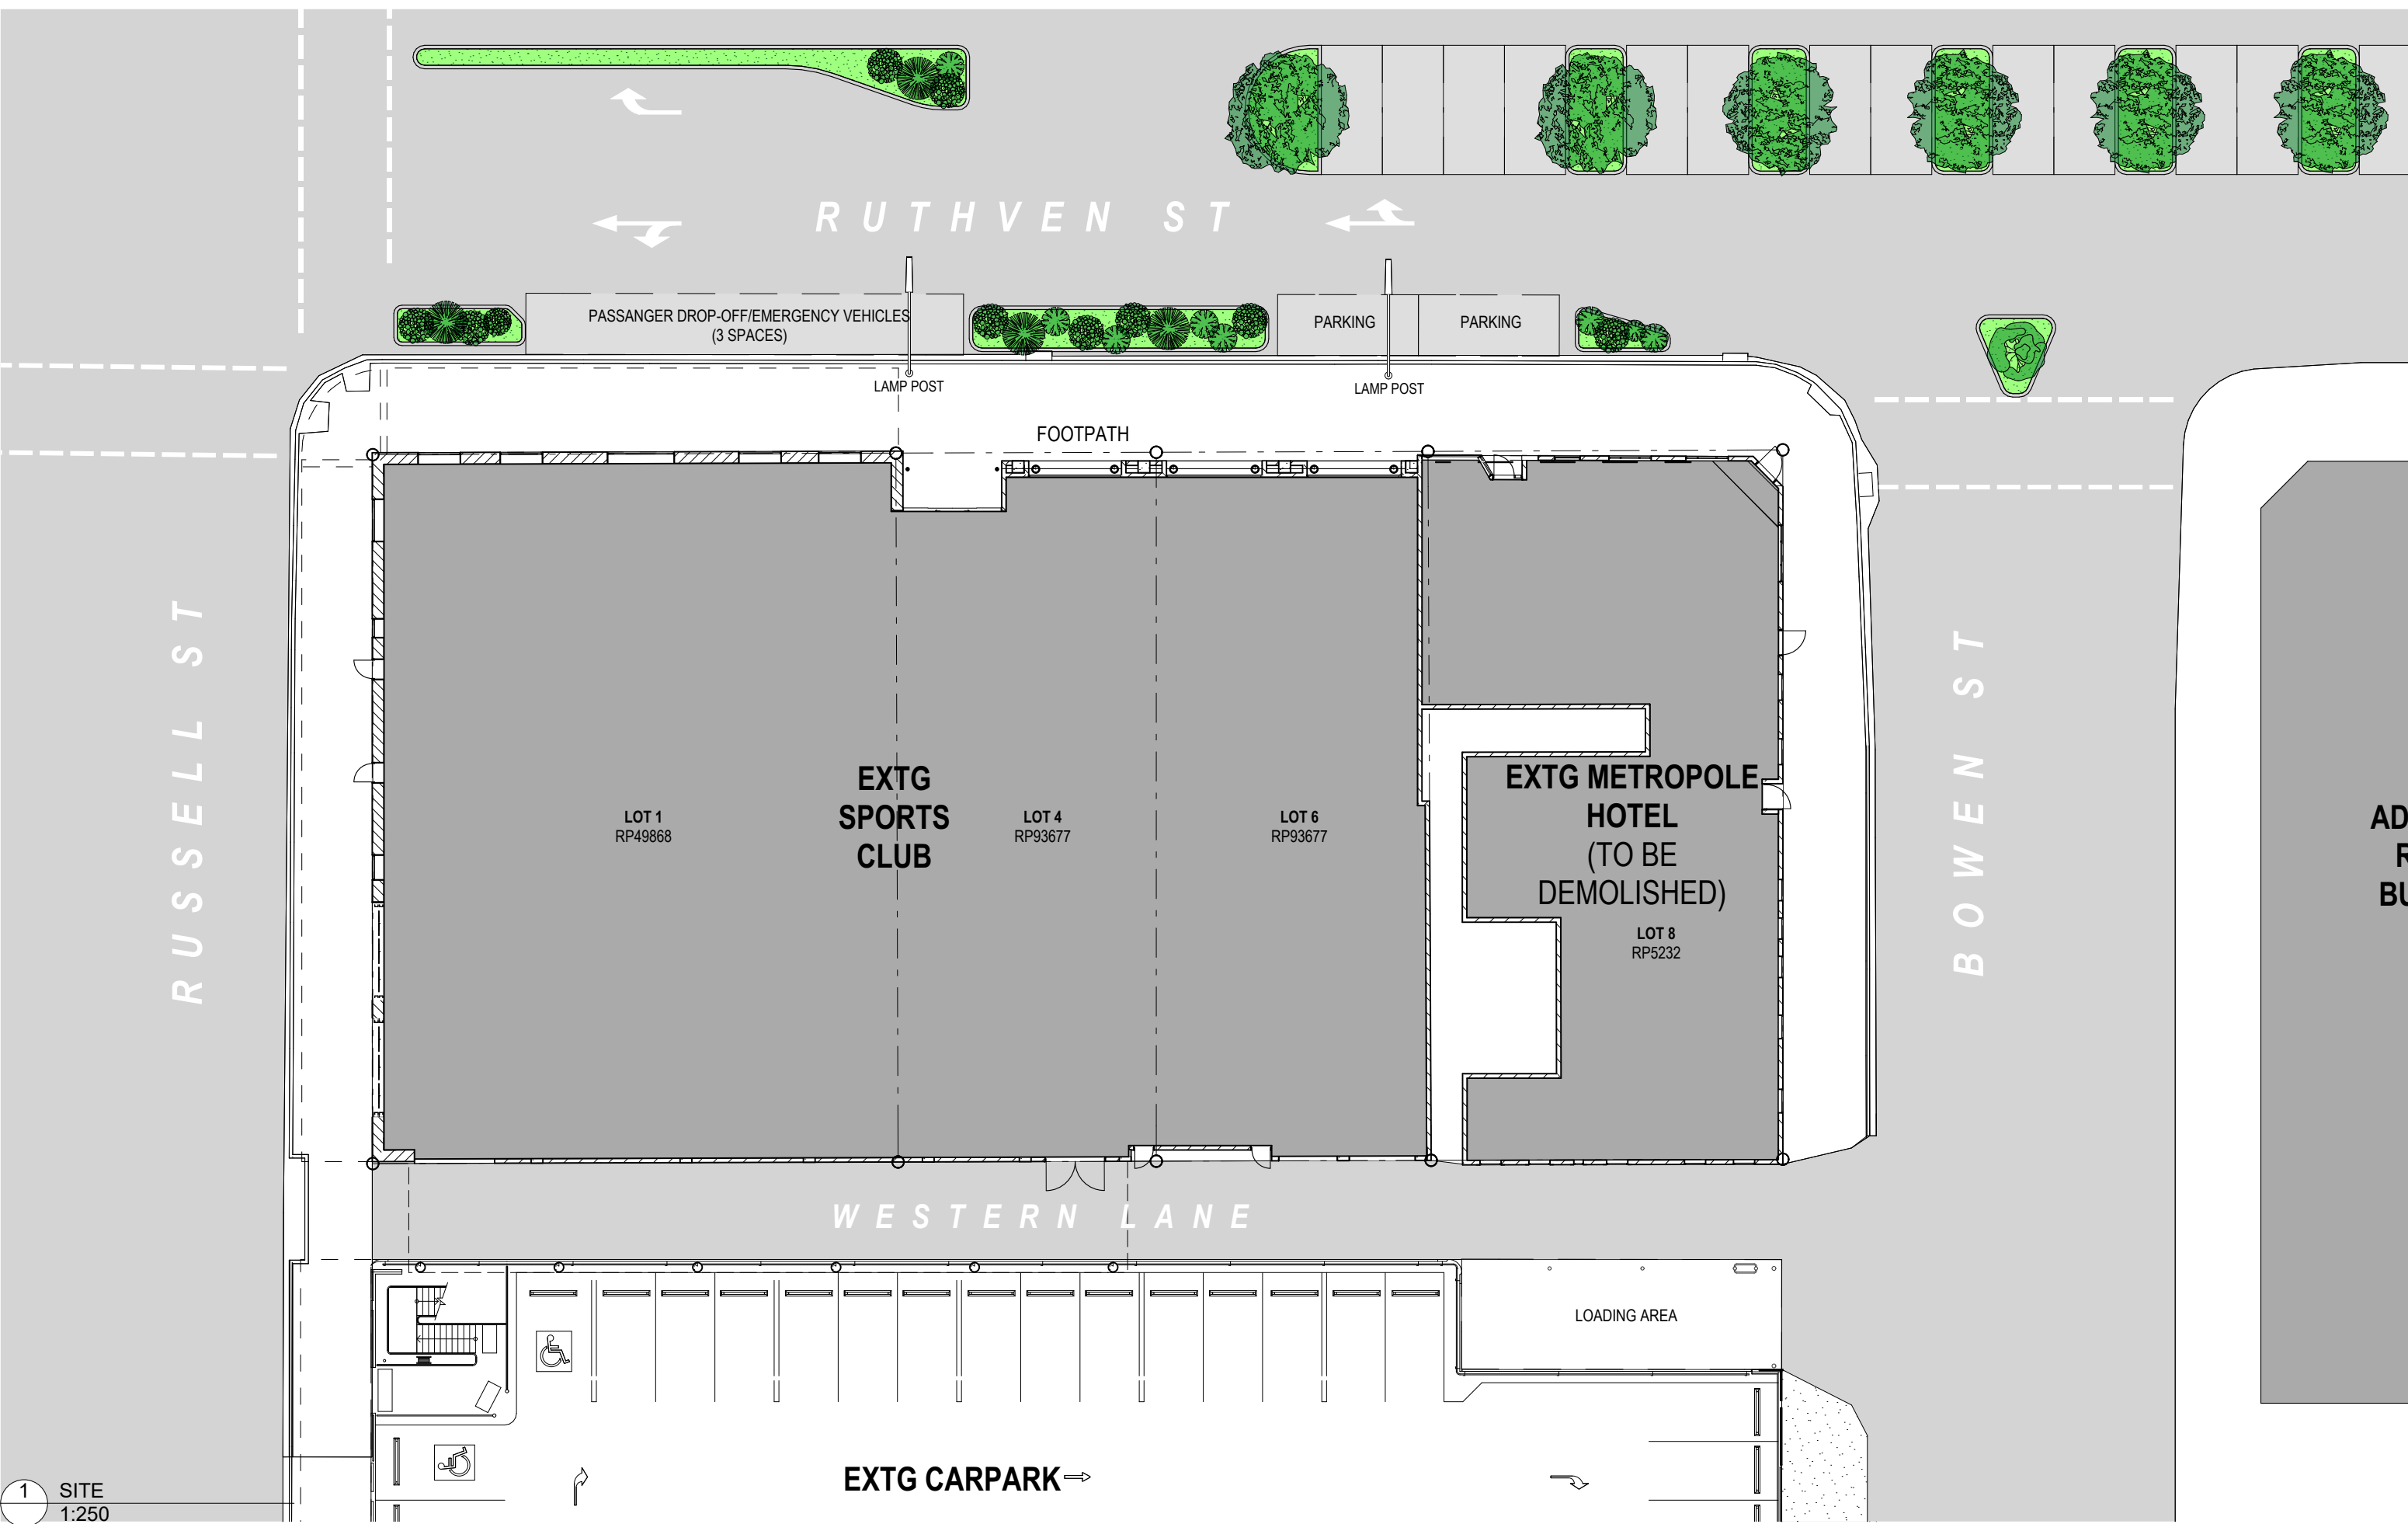 RUTHVEN ST
PASSANGER DROP-OFF/EMERGENCY VEHICLES
(3 SPACES)
PARKING
PARKING
LAMP POST
LAMP POST
FOOTPATH
RUSSELL ST
EXTG
SPORTS
CLUB
LOT 1
RP49868
LOT 4
RP93677
LOT 6
RP93677
EXTG METROPOLE
HOTEL
(TO BE
DEMOLISHED)
LOT 8
RP5232
BOWEN ST
AD
R
BU
WESTERN LANE
LOADING AREA
EXTG CARPARK
1
SITE
1:250